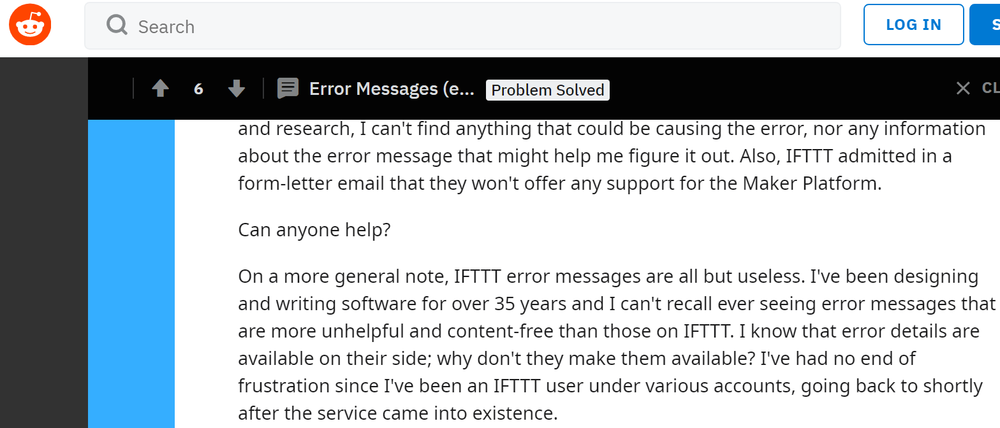 Search
LOG IN
S
6
Error Messages (e...
Problem Solved
CL
and research, I can't find anything that could be causing the error, nor any information
about the error message that might help me figure it out. Also, IFTTT admitted in a
form-letter email that they won't offer any support for the Maker Platform.
Can anyone help?
On a more general note, IFTTT error messages are all but useless. I've been designing
and writing software for over 35 years and I can't recall ever seeing error messages that
are more unhelpful and content-free than those on IFTTT. I know that error details are
available on their side; why don't they make them available? I've had no end of
frustration since I've been an IFTTT user under various accounts, going back to shortly
after the service came into existence.